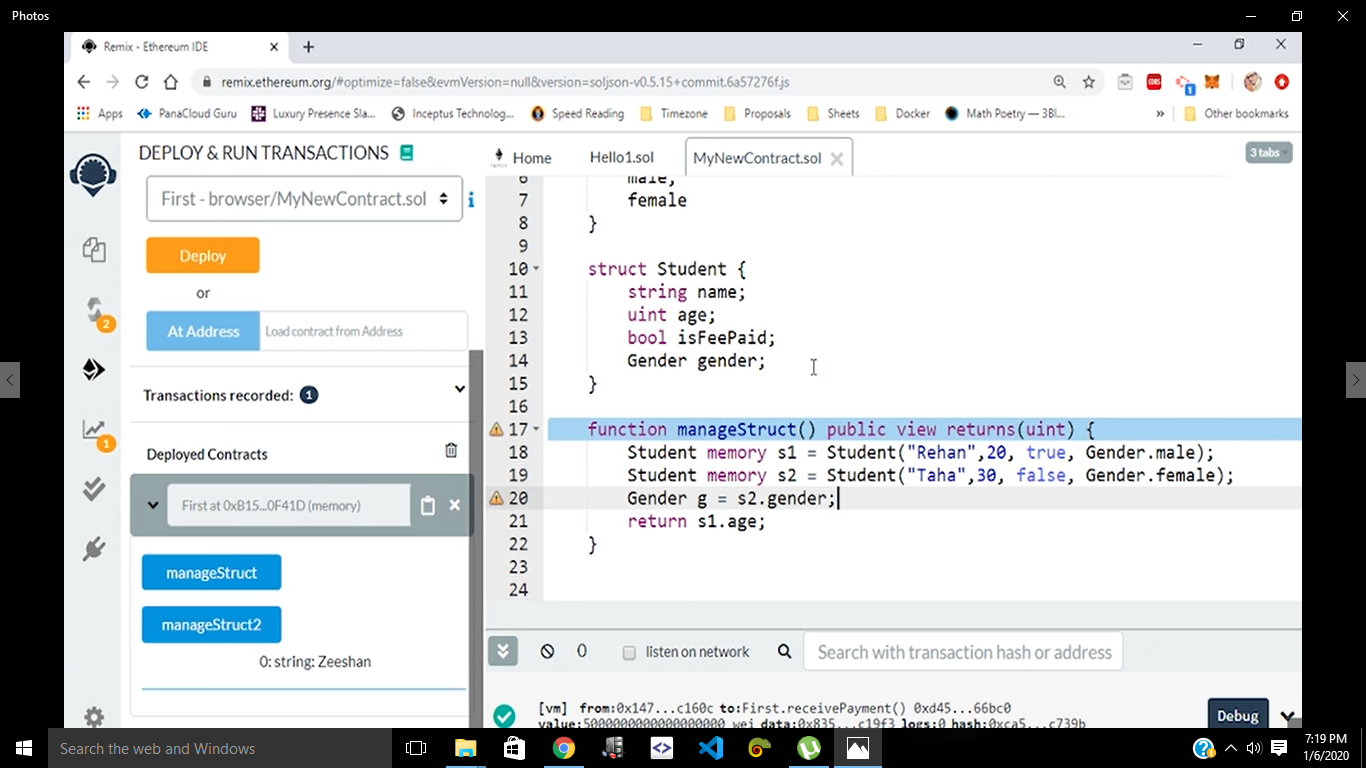 Photos
Remix - Ethereum IDE
remix.ethereum.org/#optimize=false&evmVersion=null&version=soljson-v0.5.15+commit.6a57276f.js
Apps PanaCloud Guru Luxury Presence Sla... Inceptus Technolog... Speed Reading Timezone Proposals Sheets Docker Math Poetry — 3Bl... » Other bookmarks
DEPLOY & RUN TRANSACTIONS
First - browser/MyNewContract.sol
i
Deploy
or
At Address Load contract from Address
Transactions recorded: 1
Deployed Contracts
First at 0xB15...0F41D (memory)
manageStruct
manageStruct2
0: string: Zeeshan
2
1
Home Hello1.sol MyNewContract.sol
3 tabs
6 male,
7 female
8 }
9
10 struct Student {
11 string name;
12 uint age;
13 bool isFeePaid;
14 Gender gender;
15 }
16
17 function manageStruct() public view returns(uint) {
18 Student memory s1 = Student("Rehan",20, true, Gender.male);
19 Student memory s2 = Student("Taha",30, false, Gender.female);
20 Gender g = s2.gender;
21 return s1.age;
22 }
23
24
0 listen on network Search with transaction hash or address
[vm] from:0x147...c160c to:First.receivePayment() 0xd45...66bc0
value:5000000000000000000 wei data:0x835...c19f3 logs:0 hash:0xca5...c739b
Debug
Search the web and Windows
7:19 PM
1/6/2020